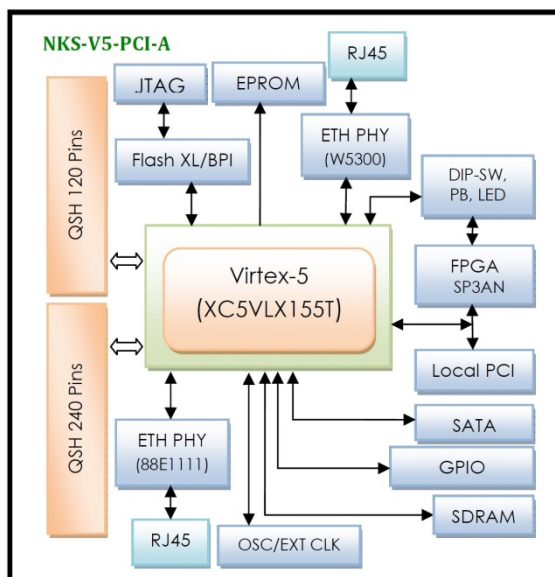 NKS-V5-PCI-A
RJ45
JTAG
EPROM
ETH PHY
(W5300)
Flash XL/BPI
QSH 120 Pins
DIP-SW,
PB, LED
Virtex-5
(XC5VLX155T)
FPGA
SP3AN
Local PCI
QSH 240 Pins
ETH PHY
(88E1111)
SATA
GPIO
SDRAM
RJ45
OSC/EXT CLK